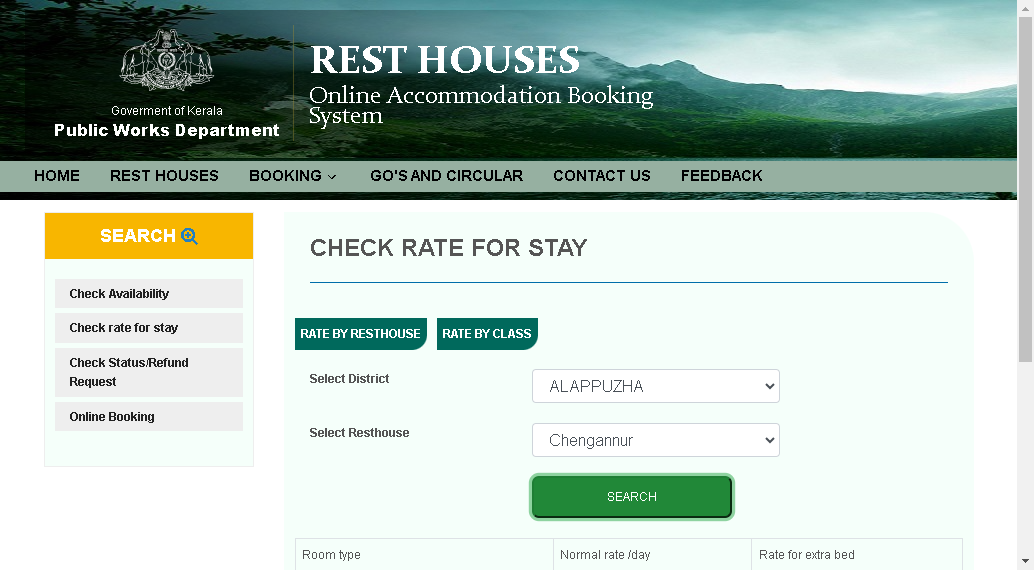 Goverment of Kerala
Public Works Department
REST HOUSES
Online Accommodation Booking
System
HOME REST HOUSES BOOKING GO'S AND CIRCULAR CONTACT US FEEDBACK
SEARCH
Check Availability
Check rate for stay
Check Status/Refund
Request
Online Booking
CHECK RATE FOR STAY
RATE BY RESTHOUSE RATE BY CLASS
Select District ALAPPUZHA
Select Resthouse Chengannur
SEARCH
Room type Normal rate /day Rate for extra bed